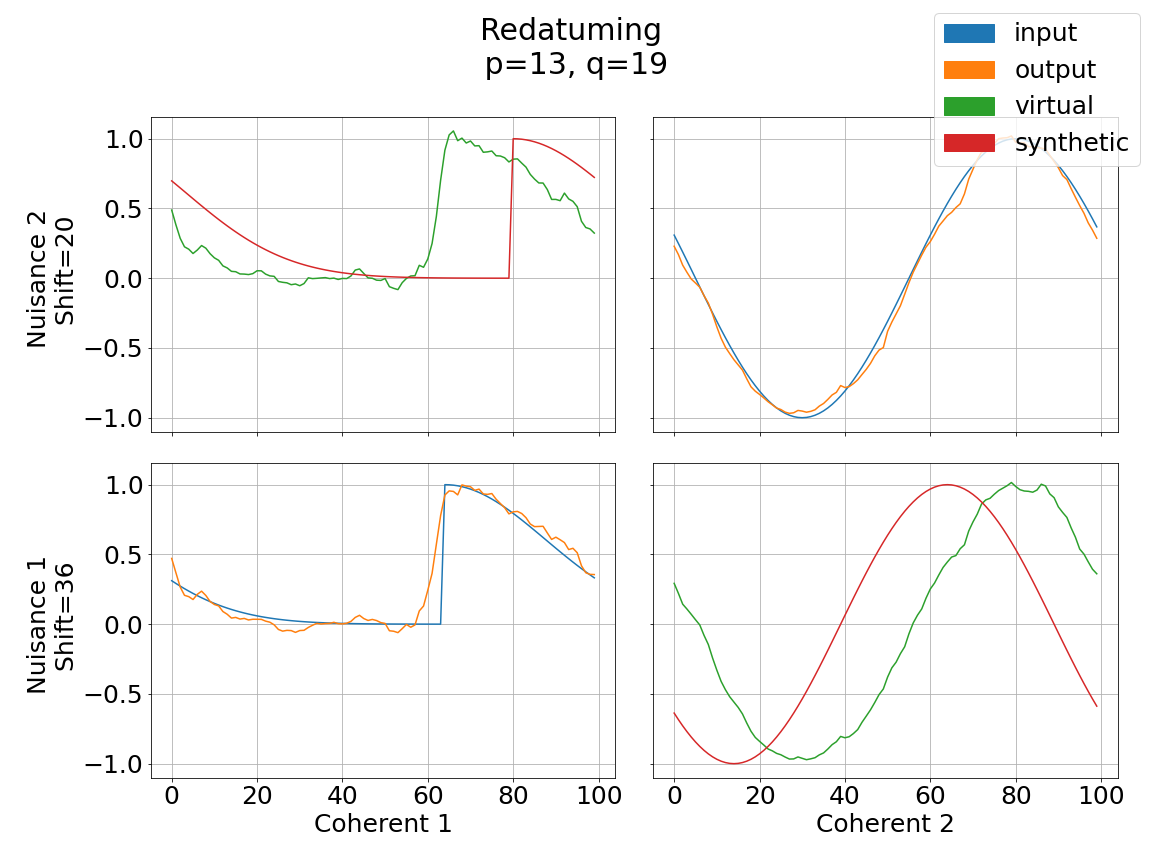 Redatuming
p=13, q=19
input
output
virtual
synthetic
Nuisance 2
Shift=20
1.0
0.5
0.0
−0.5
−1.0
Nuisance 1
Shift=36
1.0
0.5
0.0
−0.5
−1.0
0 20 40 60 80 100
0 20 40 60 80 100
Coherent 1
Coherent 2